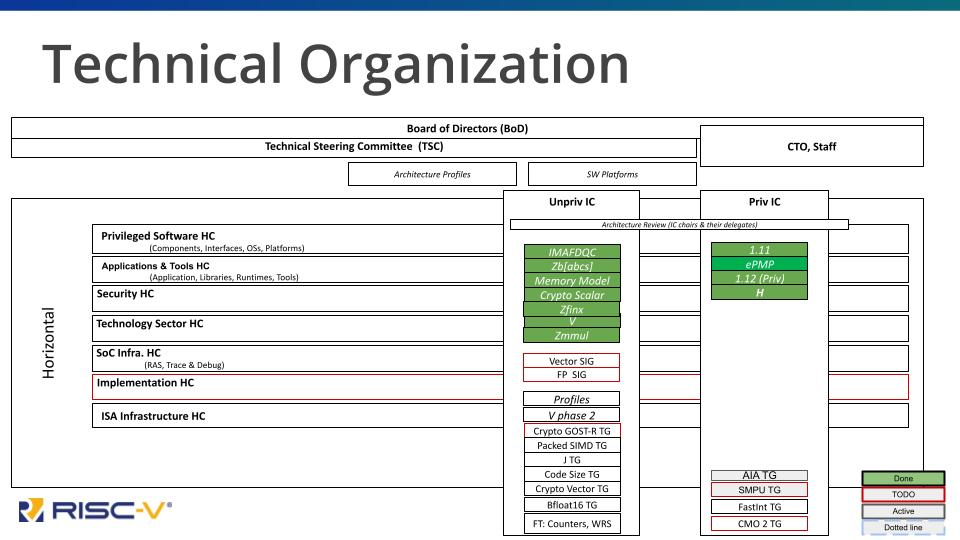 Technical Organization
Board of Directors (BoD)
Technical Steering Committee  (TSC)
CTO, Staff
Architecture Profiles
SW Platforms
Unpriv IC
Priv IC
Architecture Review (IC chairs & their delegates)
Horizontal
Privileged Software HC
(Components, Interfaces, OSs, Platforms)
Applications & Tools HC
(Application, Libraries, Runtimes, Tools)
Security HC
Technology Sector HC
SoC Infra. HC
(RAS, Trace & Debug)
Implementation HC
ISA Infrastructure HC
IMAFDQC
Zb[abcs]
Memory Model
Crypto Scalar
Zfinx
V
Zmmul
Vector SIG
FP  SIG
Profiles
V phase 2
Crypto GOST-R TG
Packed SIMD TG
J TG
Code Size TG
Crypto Vector TG
Bfloat16 TG
FT: Counters, WRS
1.11
ePMP
1.12 (Priv)
H
AIA TG
SMPU TG
FastInt TG
CMO 2 TG
Done
TODO
Active
Dotted line
RISC-V®